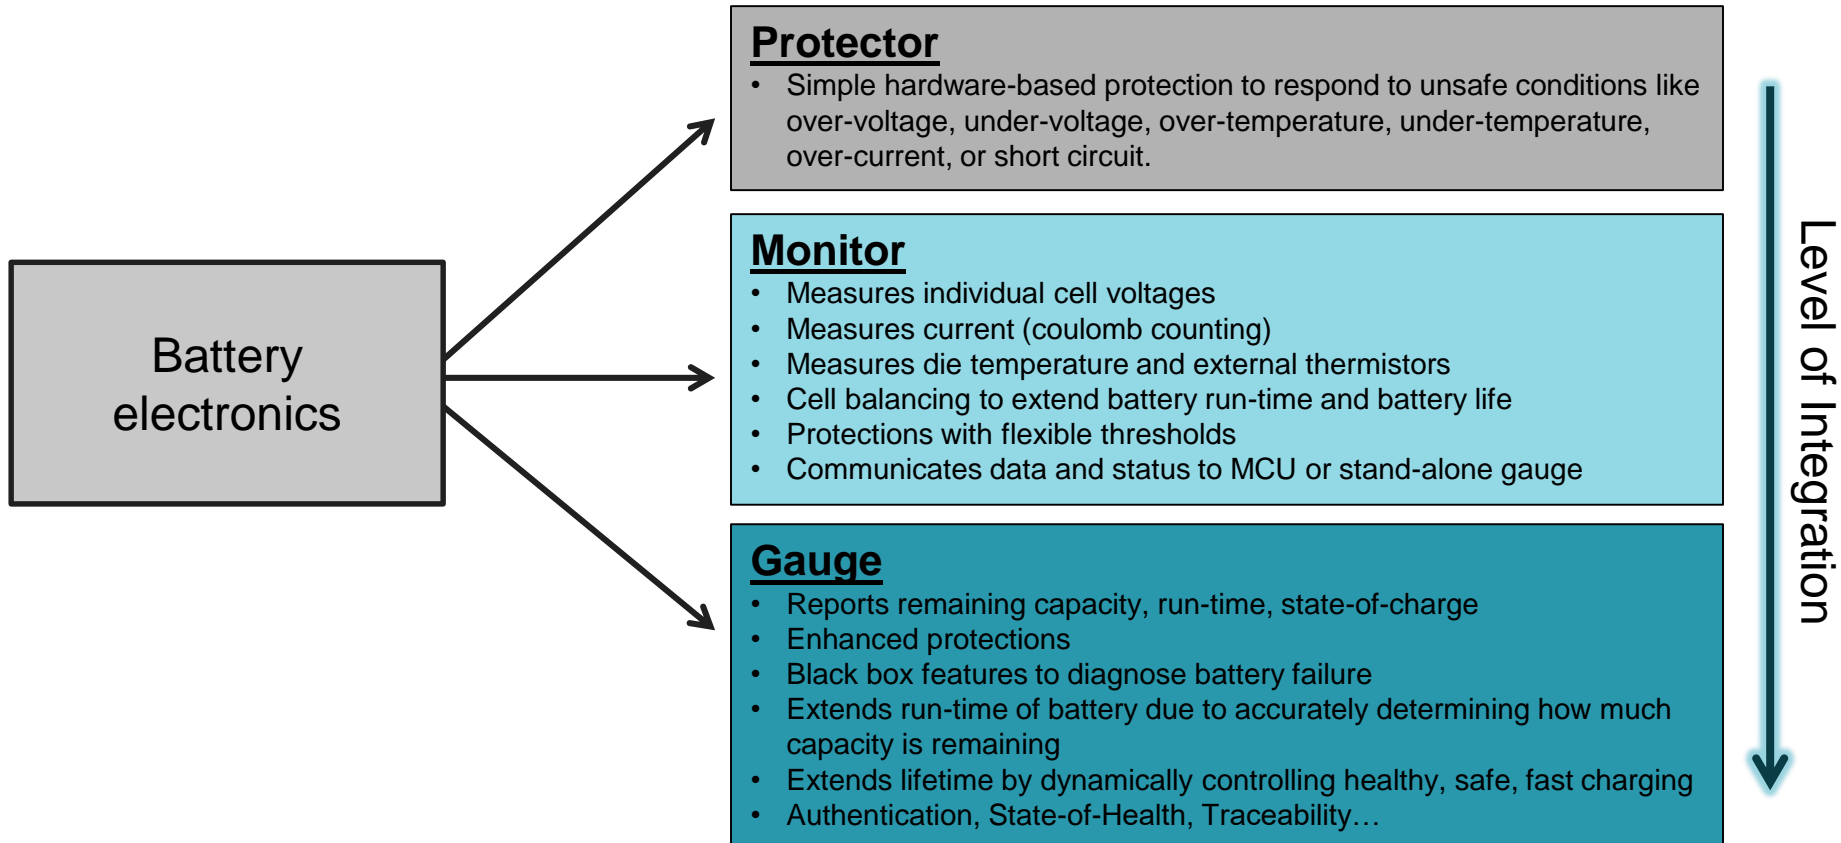 Battery
electronics
Protector
• Simple hardware-based protection to respond to unsafe conditions like
over-voltage, under-voltage, over-temperature, under-temperature,
over-current, or short circuit.
Monitor
• Measures individual cell voltages
• Measures current (coulomb counting)
• Measures die temperature and external thermistors
• Cell balancing to extend battery run-time and battery life
• Protections with flexible thresholds
• Communicates data and status to MCU or stand-alone gauge
Gauge
• Reports remaining capacity, run-time, state-of-charge
• Enhanced protections
• Black box features to diagnose battery failure
• Extends run-time of battery due to accurately determining how much
capacity is remaining
• Extends lifetime by dynamically controlling healthy, safe, fast charging
• Authentication, State-of-Health, Traceability…
Level of Integration